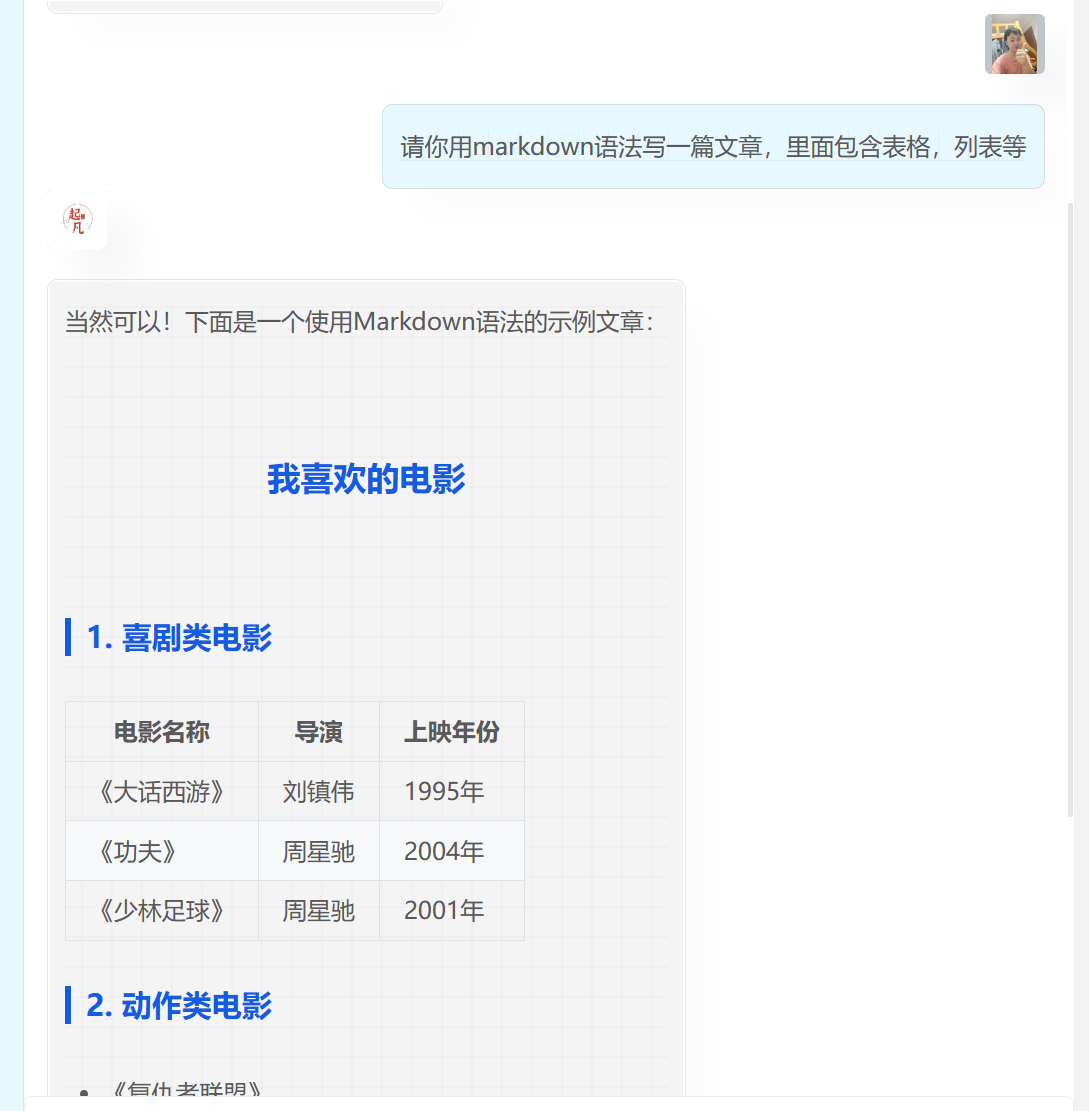 请你用markdown语法写一篇文章，里面包含表格，列表等
起凡
当然可以！下面是一个使用Markdown语法的示例文章：
我喜欢的电影
1. 喜剧类电影
电影名称 导演 上映年份
《大话西游》 刘镇伟 1995年
《功夫》 周星驰 2004年
《少林足球》 周星驰 2001年
2. 动作类电影
• 《复仇者联盟》